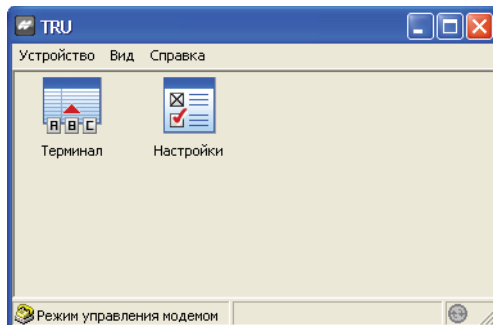 TRU
Устройство Вид Справка
A B C
Терминал Настройки
Режим управления модемом